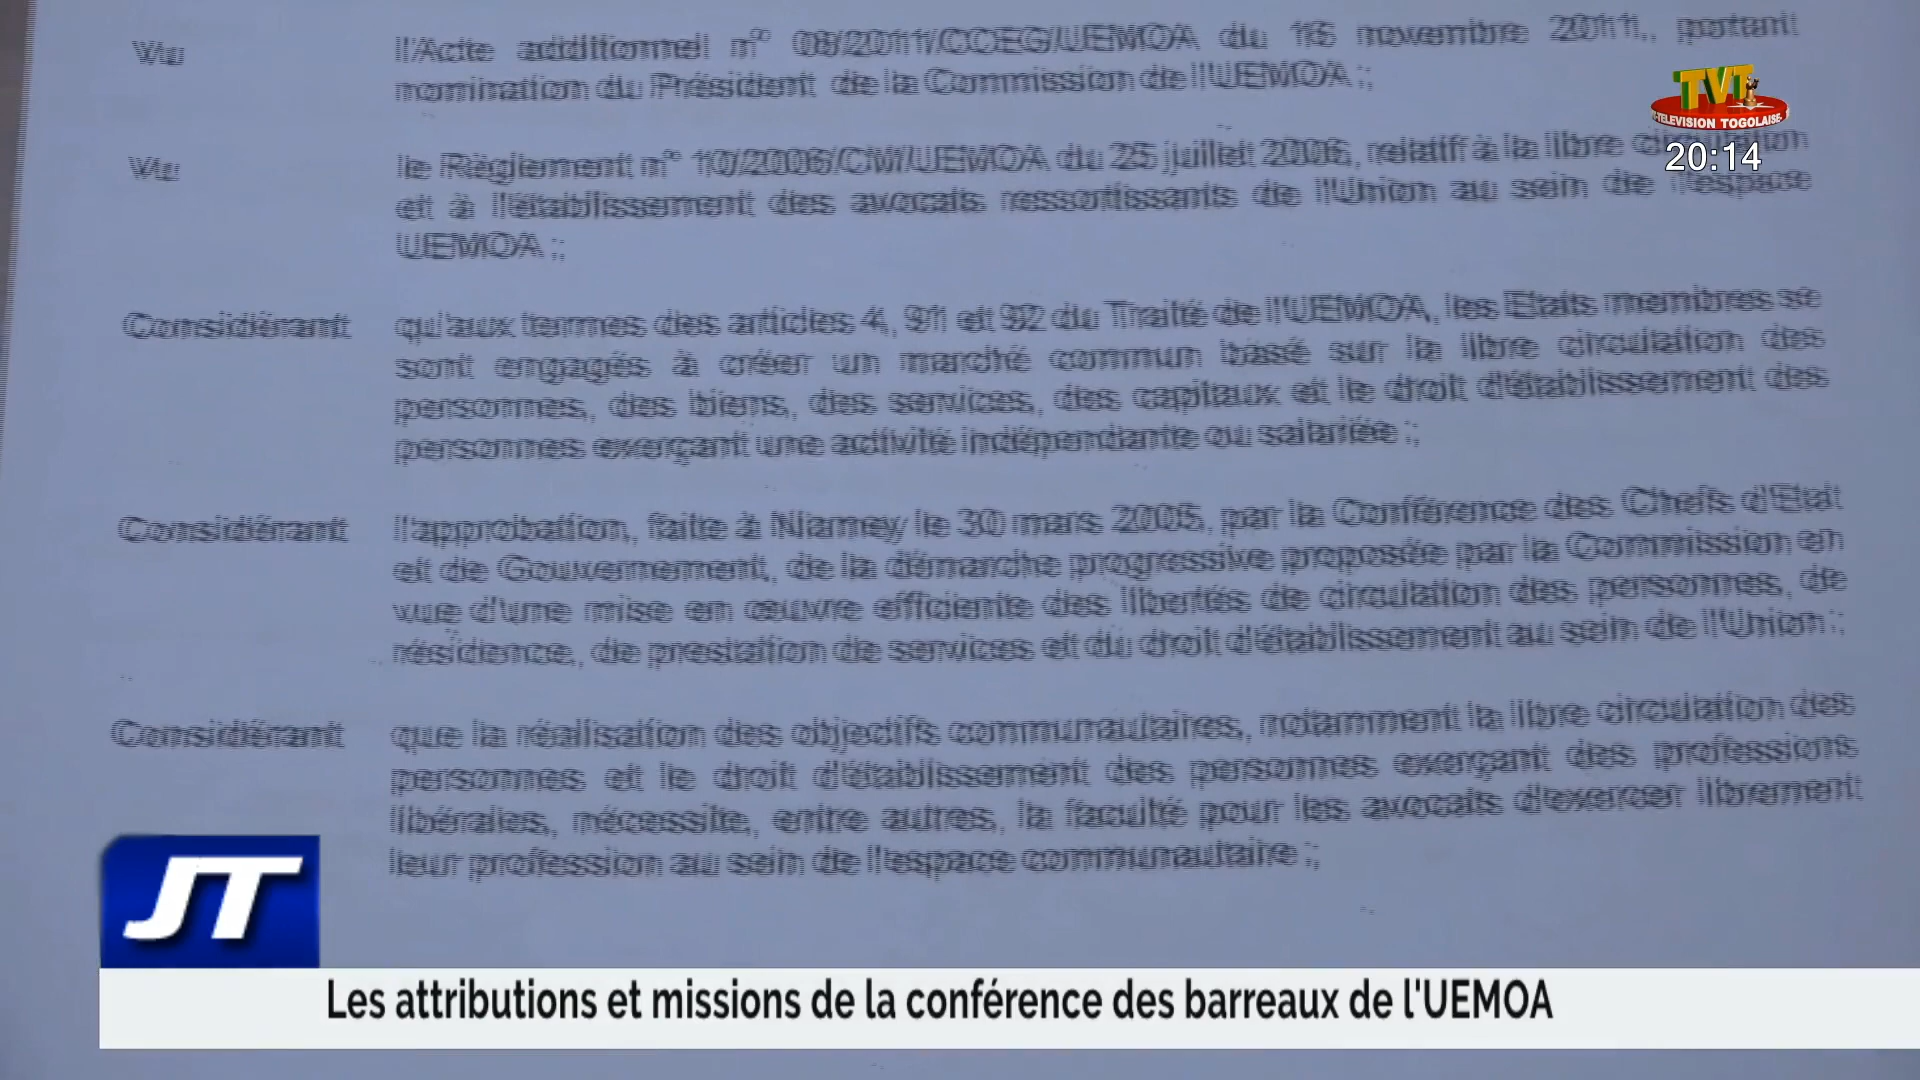 Vu l'Acte additionnel n° 08/2011/CCEG/UEMOA du 16 novembre 2011, portant
nomination du Président de la Commission de l'UEMOA ;
TVT
TELEVISION TOGOLAISE
20:14
Vu le Règlement n° 10/2006/CM/UEMOA du 25 juillet 2006, relatif à la libre circulation
et à l'établissement des avocats ressortissants de l'Union au sein de l'espace
UEMOA ;
Considérant qu'aux termes des articles 4, 91 et 92 du Traité de l'UEMOA, les Etats membres se
sont engagés à créer un marché commun basé sur la libre circulation des
personnes, des biens, des services, des capitaux et le droit d'établissement des
personnes exerçant une activité indépendante ou salariée ;
Considérant l'approbation, faite à Niamey le 30 mars 2005, par la Conférence des Chefs d'Etat
et de Gouvernement, de la démarche progressive proposée par la Commission en
vue d'une mise en œuvre efficiente des libertés de circulation des personnes, de
résidence, de prestation de services et du droit d'établissement au sein de l'Union ;
Considérant que la réalisation des objectifs communautaires, notamment la libre circulation des
personnes et le droit d'établissement des personnes exerçant des professions
libérales, nécessite, entre autres, la faculté pour les avocats d'exercer librement
leur profession au sein de l'espace communautaire ;
JT
Les attributions et missions de la conférence des barreaux de l'UEMOA